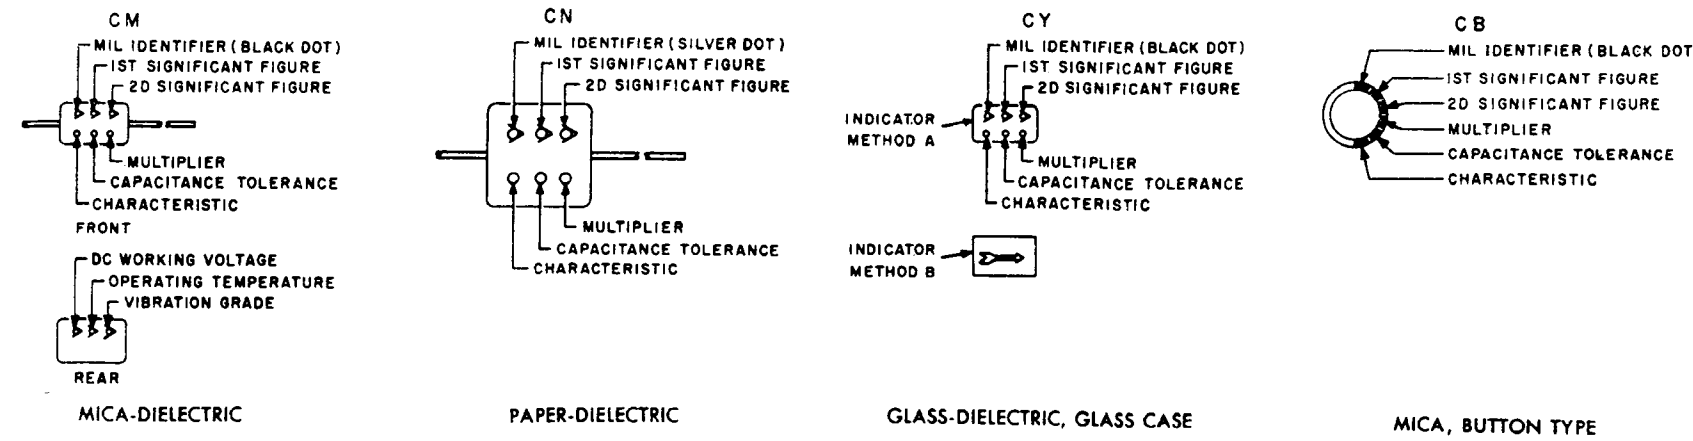 CM
MIL IDENTIFIER (BLACK DOT)
1ST SIGNIFICANT FIGURE
2D SIGNIFICANT FIGURE
MULTIPLIER
CAPACITANCE TOLERANCE
CHARACTERISTIC
FRONT
DC WORKING VOLTAGE
OPERATING TEMPERATURE
VIBRATION GRADE
REAR
MICA-DIELECTRIC
CN
MIL IDENTIFIER (SILVER DOT)
1ST SIGNIFICANT FIGURE
2D SIGNIFICANT FIGURE
MULTIPLIER
CAPACITANCE TOLERANCE
CHARACTERISTIC
PAPER-DIELECTRIC
CY
MIL IDENTIFIER (BLACK DOT)
1ST SIGNIFICANT FIGURE
2D SIGNIFICANT FIGURE
INDICATOR
METHOD A
MULTIPLIER
CAPACITANCE TOLERANCE
CHARACTERISTIC
INDICATOR
METHOD B
GLASS-DIELECTRIC, GLASS CASE
CB
MIL IDENTIFIER (BLACK DOT
1ST SIGNIFICANT FIGURE
2D SIGNIFICANT FIGURE
MULTIPLIER
CAPACITANCE TOLERANCE
CHARACTERISTIC
MICA, BUTTON TYPE